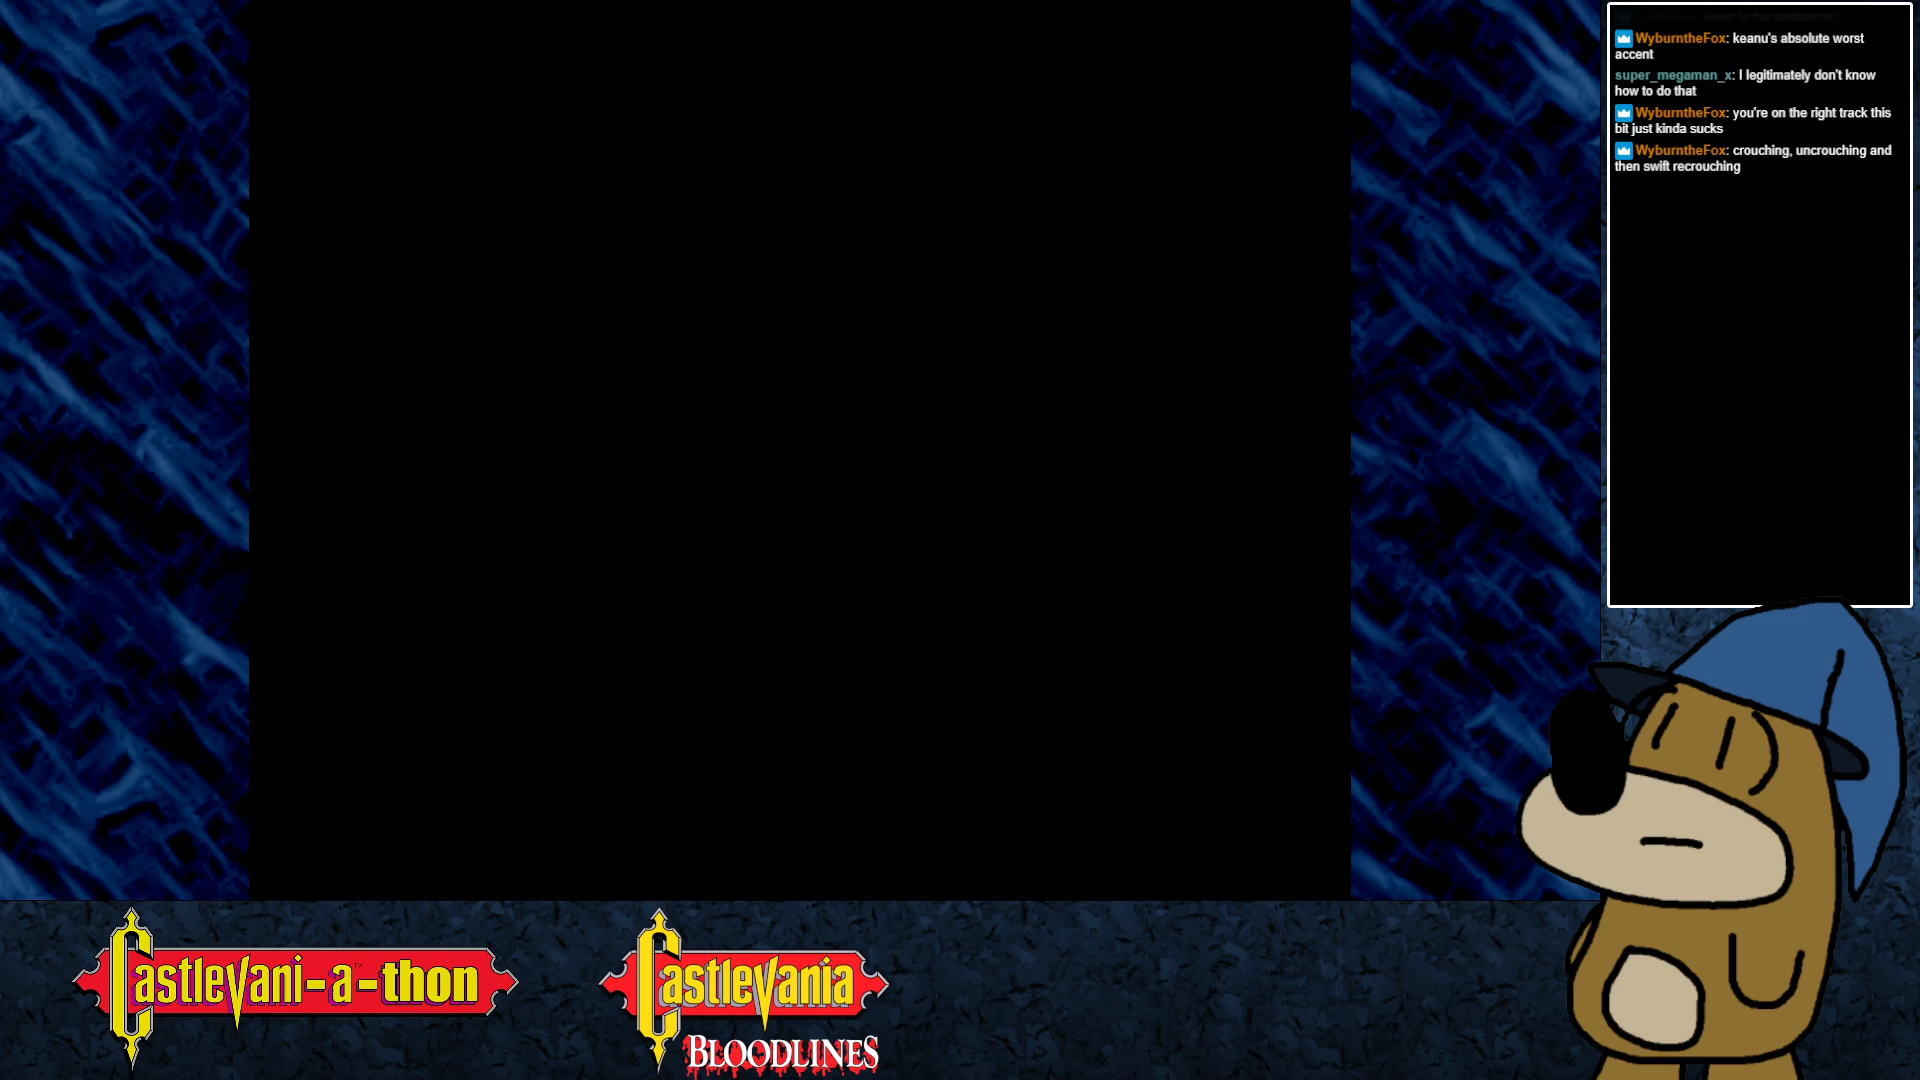 WyburntheFox: keanu's absolute worst
accent
super_megaman_x: I legitimately don't know
how to do that
WyburntheFox: you're on the right track this
bit just kinda sucks
WyburntheFox: crouching, uncrouching and
then swift recrouching
Castlevani-a-thon™
Castlevania
BLOODLINES